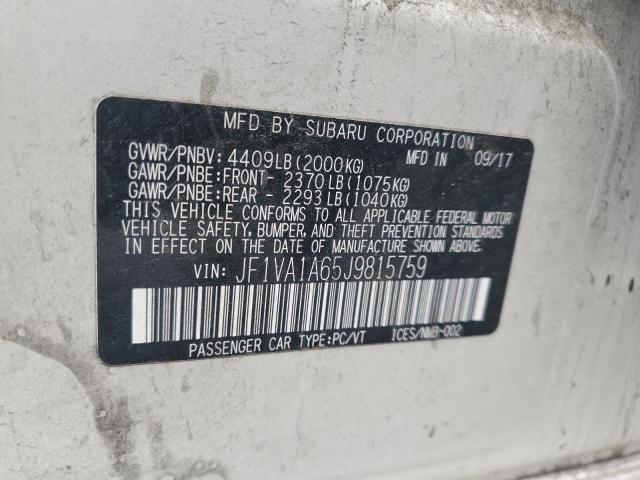 MFD BY SUBARU CORPORATION
GVWR/PNBV: 4409LB(2000KG) MFD IN 09/17
GAWR/PNBE:FRONT- 2370LB(1075KG)
GAWR/PNBE:REAR - 2293LB(1040KG)
THIS VEHICLE CONFORMS TO ALL APPLICABLE FEDERAL MOTOR
VEHICLE SAFETY, BUMPER, AND THEFT PREVENTION STANDARDS
IN EFFECT ON THE DATE OF MANUFACTURE SHOWN ABOVE.
VIN: JF1VA1A65J9815759
PASSENGER CAR TYPE:PC/VT ICES/NMB-002